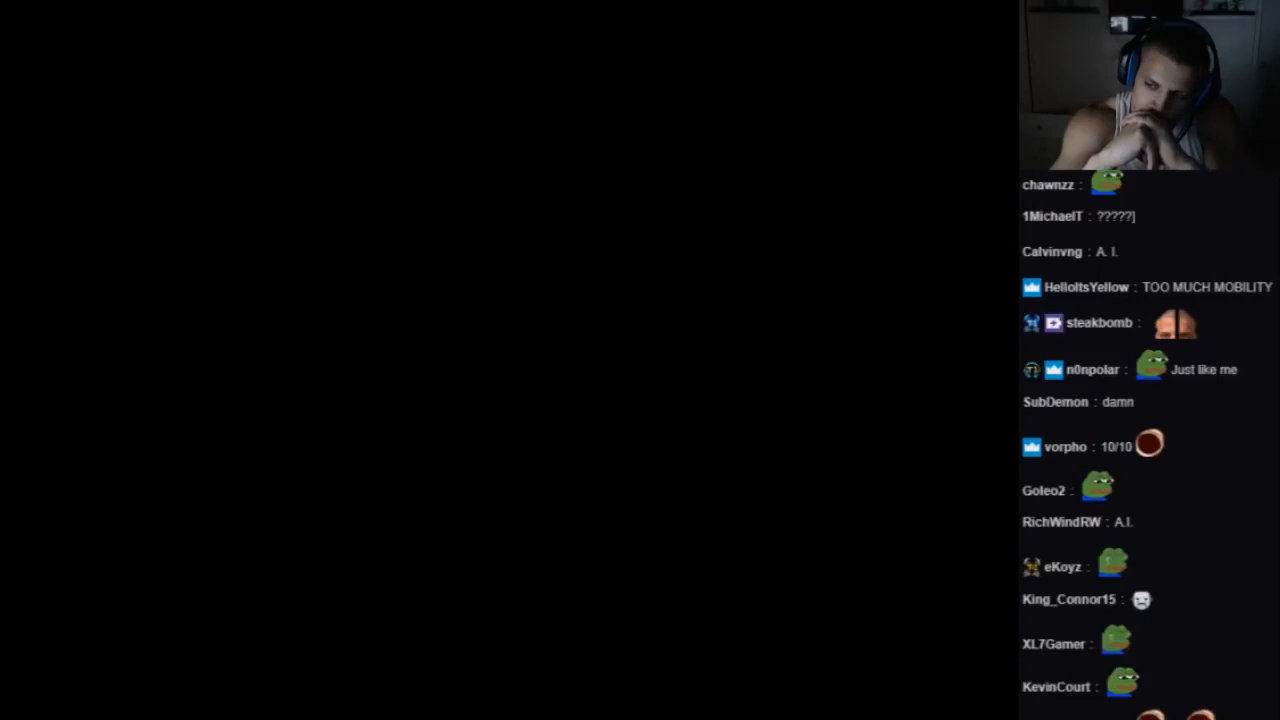 chawnzz :
1MichaelT : ?????]
Calvinvng : A. I.
HelloItsYellow : TOO MUCH MOBILITY
steakbomb :
n0npolar : Just like me
SubDemon : damn
vorpho : 10/10
Goleo2 :
RichWindRW : A.I.
eKoyz :
King_Connor15 :
XL7Gamer :
KevinCourt :